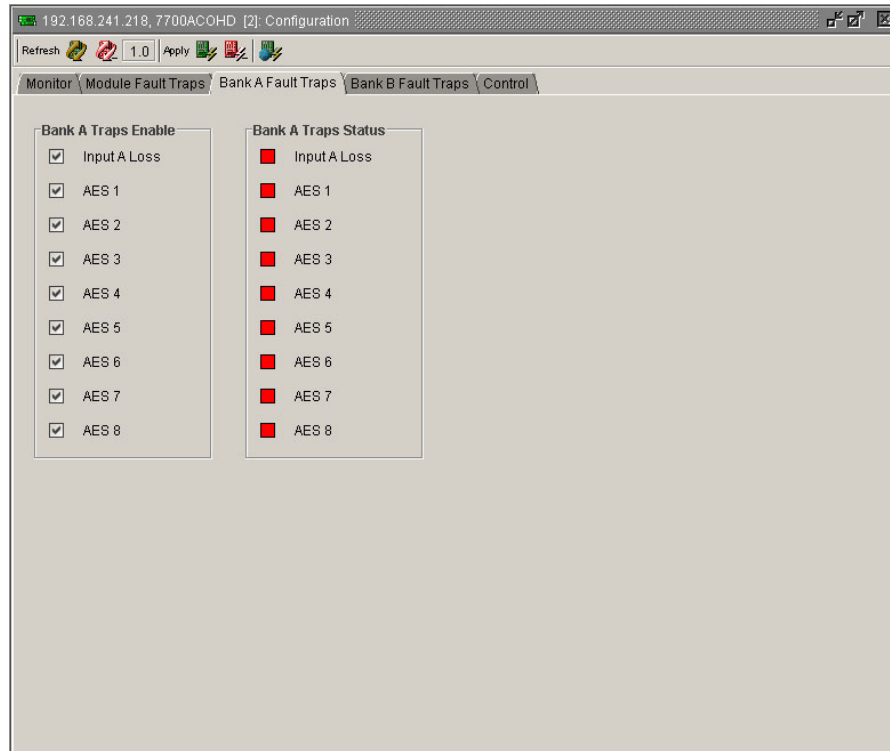 192.168.241.218, 7700ACOHD [2]: Configuration
Refresh 1.0 Apply
Monitor Module Fault Traps Bank A Fault Traps Bank B Fault Traps Control
Bank A Traps Enable
Input A Loss
AES 1
AES 2
AES 3
AES 4
AES 5
AES 6
AES 7
AES 8
Bank A Traps Status
Input A Loss
AES 1
AES 2
AES 3
AES 4
AES 5
AES 6
AES 7
AES 8